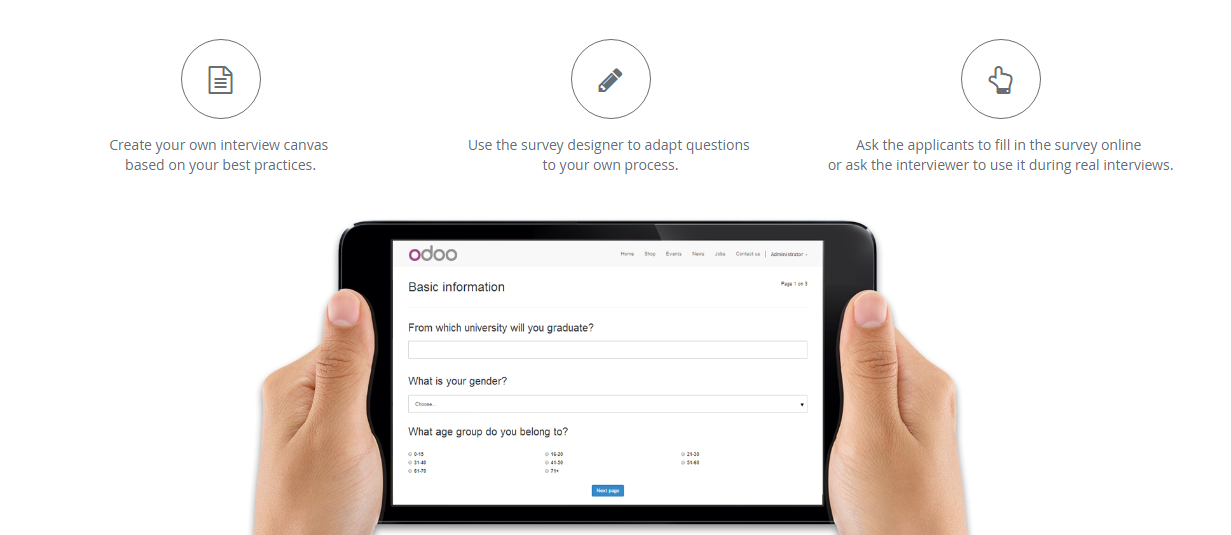 Create your own interview canvas
based on your best practices.
Use the survey designer to adapt questions
to your own process.
Ask the applicants to fill in the survey online
or ask the interviewer to use it during real interviews.
odoo
Home Shop Events News Jobs Contact us Administrator
Basic information
Page 1 on 3
From which university will you graduate?
What is your gender?
Choose...
What age group do you belong to?
0-15 16-20 21-30
31-40 41-50 51-60
61-70 71+
Next page